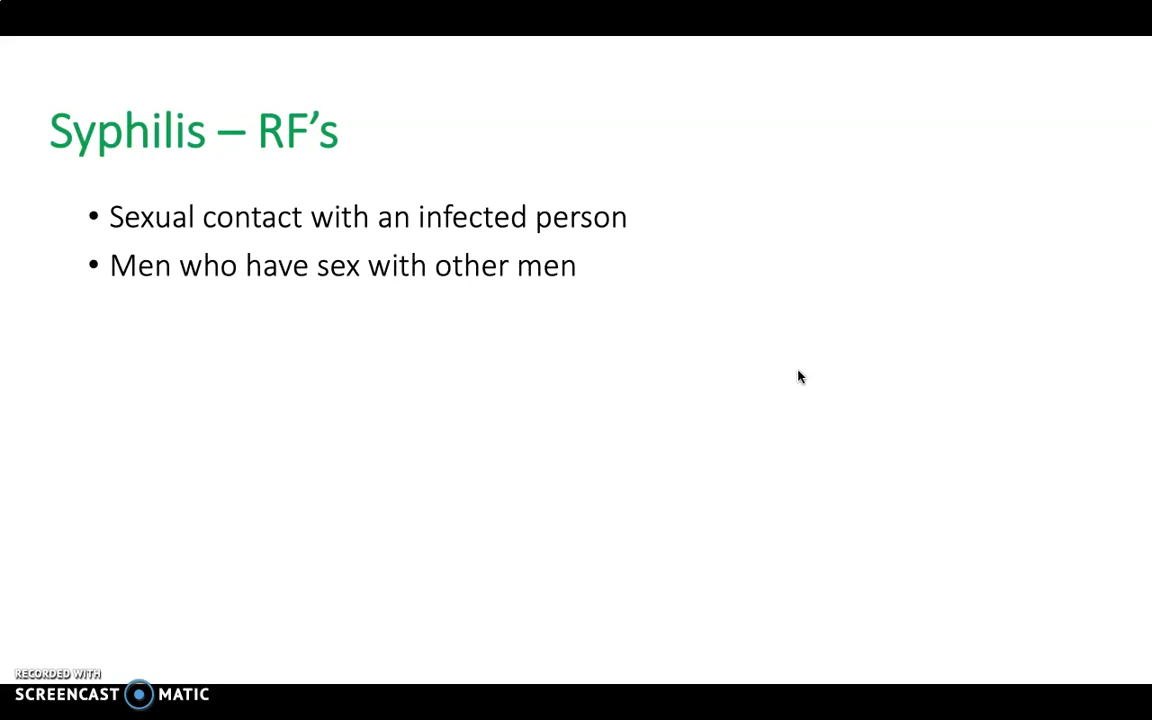 Syphilis – RF’s
• Sexual contact with an infected person
• Men who have sex with other men
RECORDED WITH
SCREENCAST MATIC